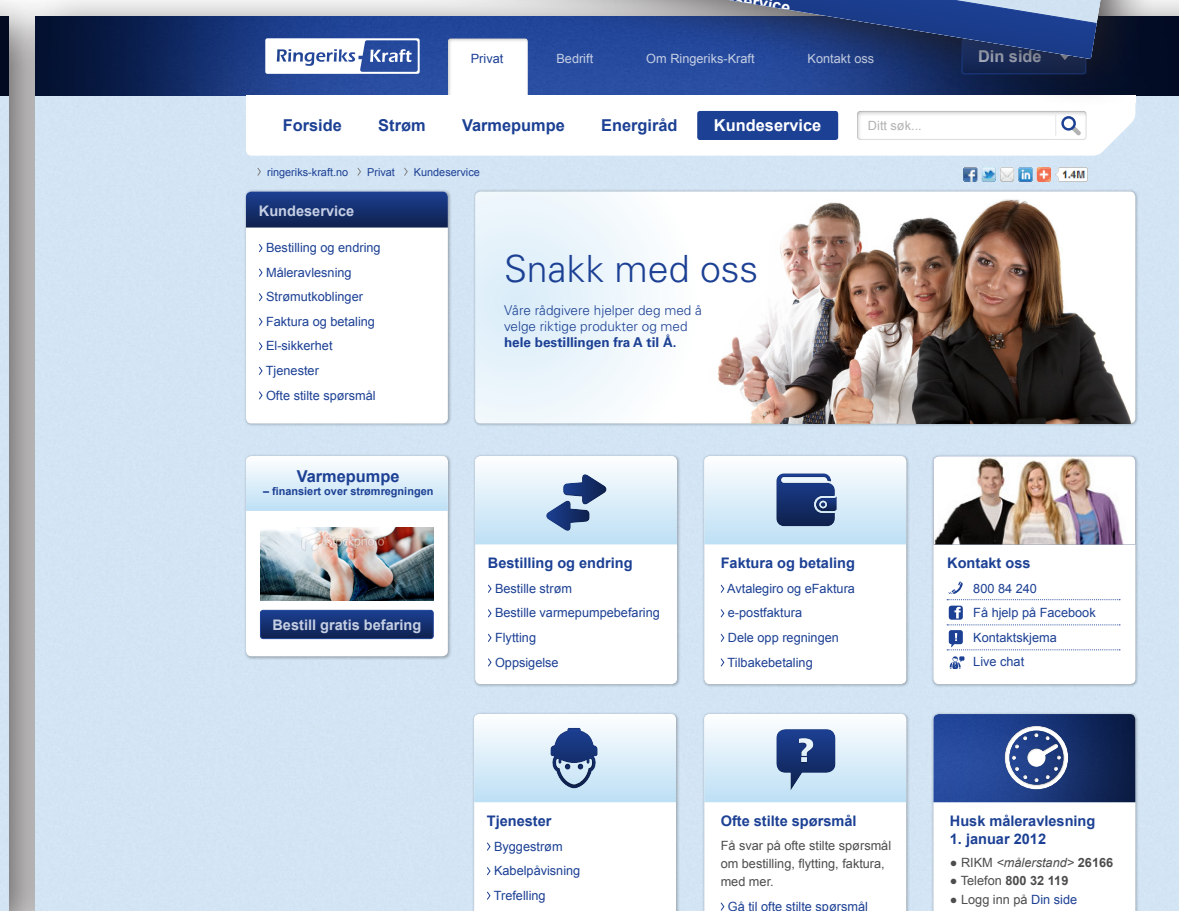 ervice
Ringeriks-Kraft
Privat
Bedrift
Om Ringeriks-Kraft
Kontakt oss
Din side
Forside
Strøm
Varmepumpe
Energiråd
Kundeservice
Ditt søk...
ringeriks-kraft.no
Privat
Kundeservice
1.4M
Kundeservice
Bestilling og endring
Måleravlesning
Strømutkoblinger
Faktura og betaling
El-sikkerhet
Tjenester
Ofte stilte spørsmål
Snakk med oss
Våre rådgivere hjelper deg med å
velge riktige produkter og med
hele bestillingen fra A til Å.
Varmepumpe
– finansiert over strømregningen
Bestill gratis befaring
Bestilling og endring
Bestille strøm
Bestille varmepumpebefaring
Flytting
Oppsigelse
Faktura og betaling
Avtalegiro og eFaktura
e-postfaktura
Dele opp regningen
Tilbakebetaling
Kontakt oss
800 84 240
Få hjelp på Facebook
Kontaktskjema
Live chat
Tjenester
Byggestrøm
Kabelpåvisning
Trefelling
?
Ofte stilte spørsmål
Få svar på ofte stilte spørsmål
om bestilling, flytting, faktura,
med mer.
Gå til ofte stilte spørsmål
Husk måleravlesning
1. januar 2012
● RIKM <målerstand> 26166
● Telefon 800 32 119
● Logg inn på Din side